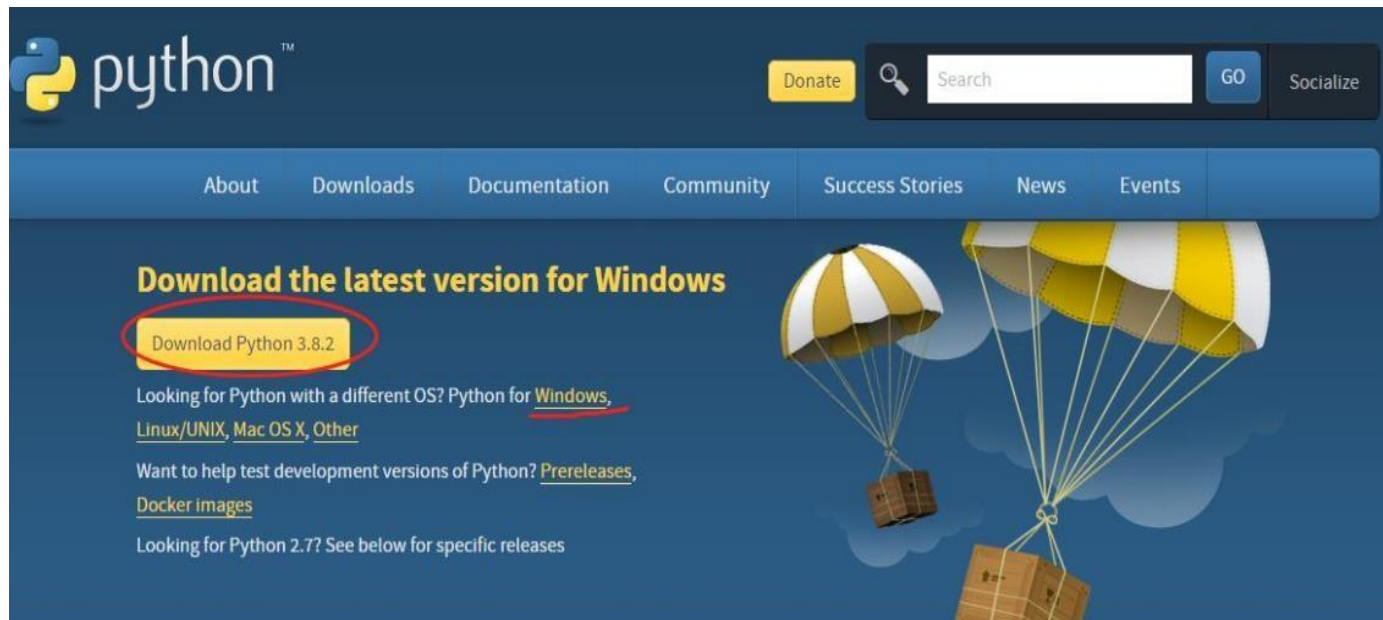 python™
Donate
Search
GO
Socialize
About
Downloads
Documentation
Community
Success Stories
News
Events
Download the latest version for Windows
Download Python 3.8.2
Looking for Python with a different OS? Python for Windows,
Linux/UNIX, Mac OS X, Other
Want to help test development versions of Python? Prereleases,
Docker images
Looking for Python 2.7? See below for specific releases